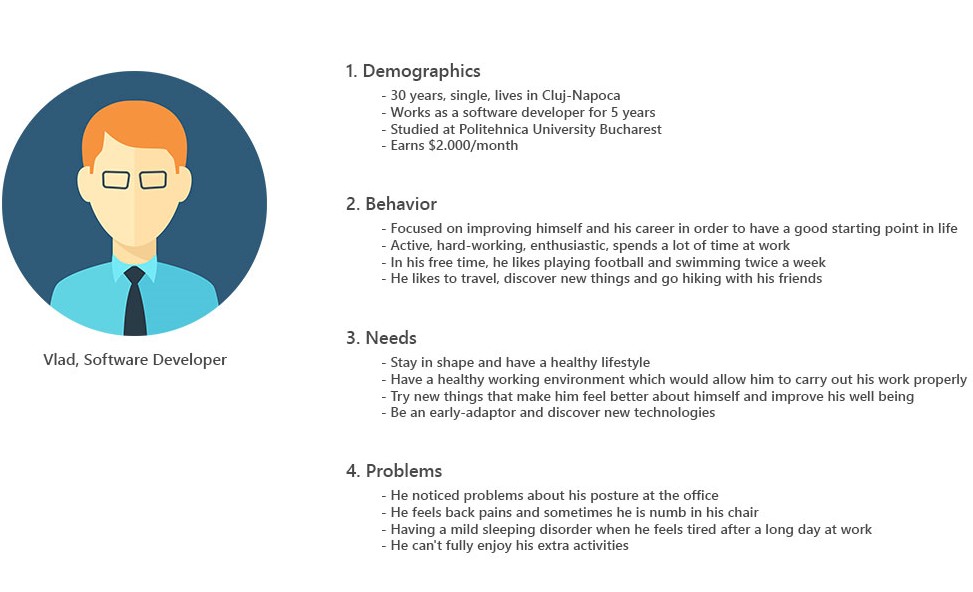 1. Demographics
- 30 years, single, lives in Cluj-Napoca
- Works as a software developer for 5 years
- Studied at Politehnica University Bucharest
- Earns $2.000/month
2. Behavior
- Focused on improving himself and his career in order to have a good starting point in life
- Active, hard-working, enthusiastic, spends a lot of time at work
- In his free time, he likes playing football and swimming twice a week
- He likes to travel, discover new things and go hiking with his friends
Vlad, Software Developer
3. Needs
- Stay in shape and have a healthy lifestyle
- Have a healthy working environment which would allow him to carry out his work properly
- Try new things that make him feel better about himself and improve his well being
- Be an early-adaptor and discover new technologies
4. Problems
- He noticed problems about his posture at the office
- He feels back pains and sometimes he is numb in his chair
- Having a mild sleeping disorder when he feels tired after a long day at work
- He can't fully enjoy his extra activities